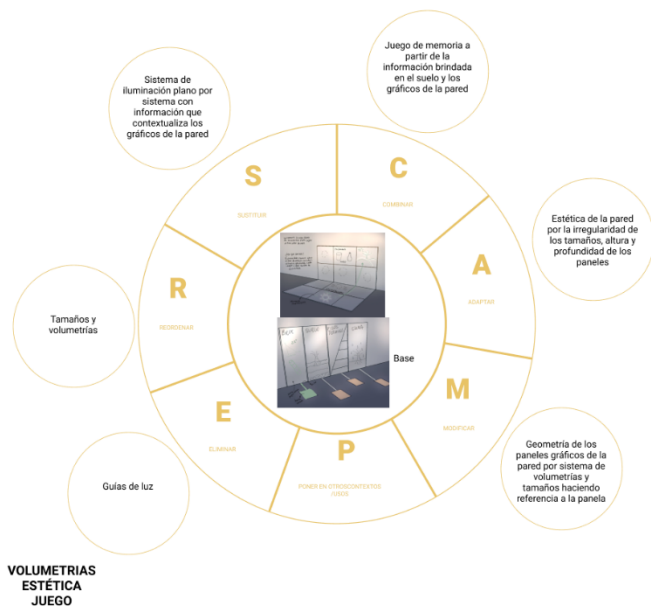 Juego de memoria a
partir de la
información brindada
en el suelo y los
gráficos de la pared
Sistema de
iluminación plano por
sistema con
información que
contextualiza los
gráficos de la pared
S
SUSTITUIR
C
COMBINAR
Estética de la pared
por la irregularidad de
los tamaños, altura y
profundidad de los
paneles
A
ADAPTAR
R
REORDENAR
Tamaños y
volumetrías
Base
E
ELIMINAR
M
MODIFICAR
P
PONER EN OTROSCONTEXTOS
/USOS
Geometría de los
paneles gráficos de la
pared por sistema de
volumetrías y
tamaños haciendo
referencia a la panela
Guías de luz
VOLUMETRIAS
ESTÉTICA
JUEGO